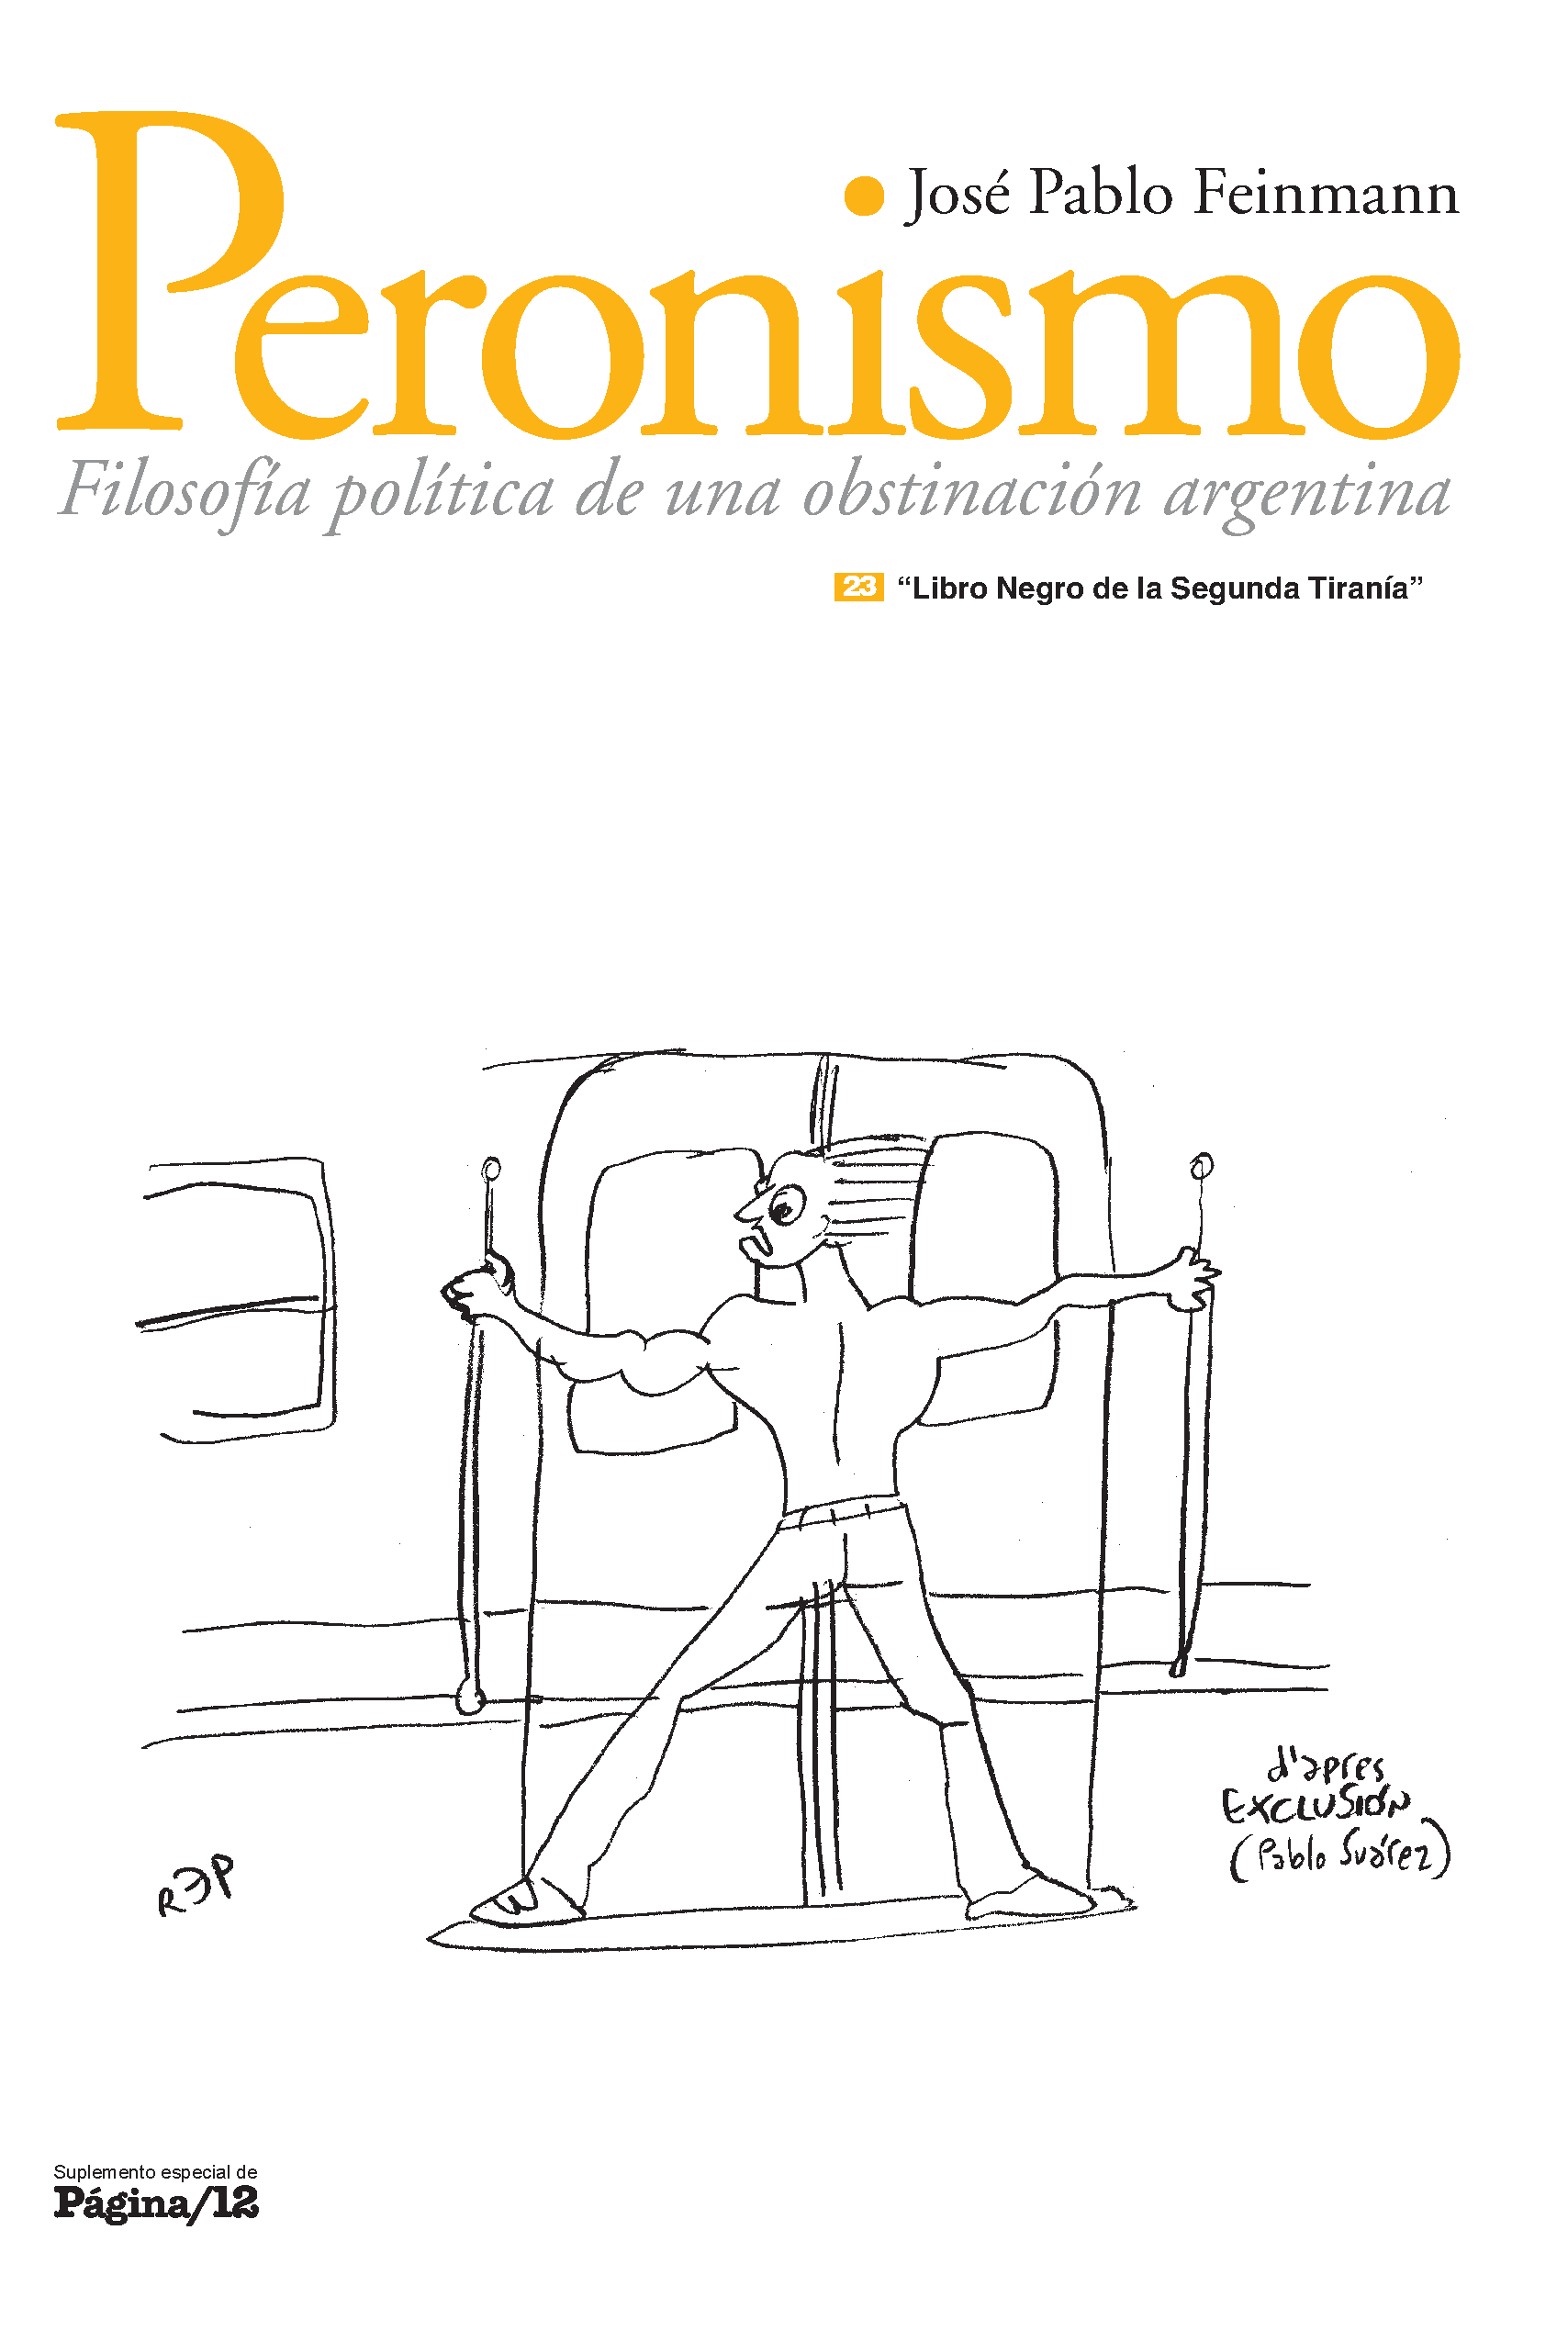 José Pablo Feinmann
Peronismo
Filosofía política de una obstinación argentina
23 “Libro Negro de la Segunda Tiranía”
d'apres
EXCLUSIÓN
(Pablo Suárez)
REP
Suplemento especial de
Página/12